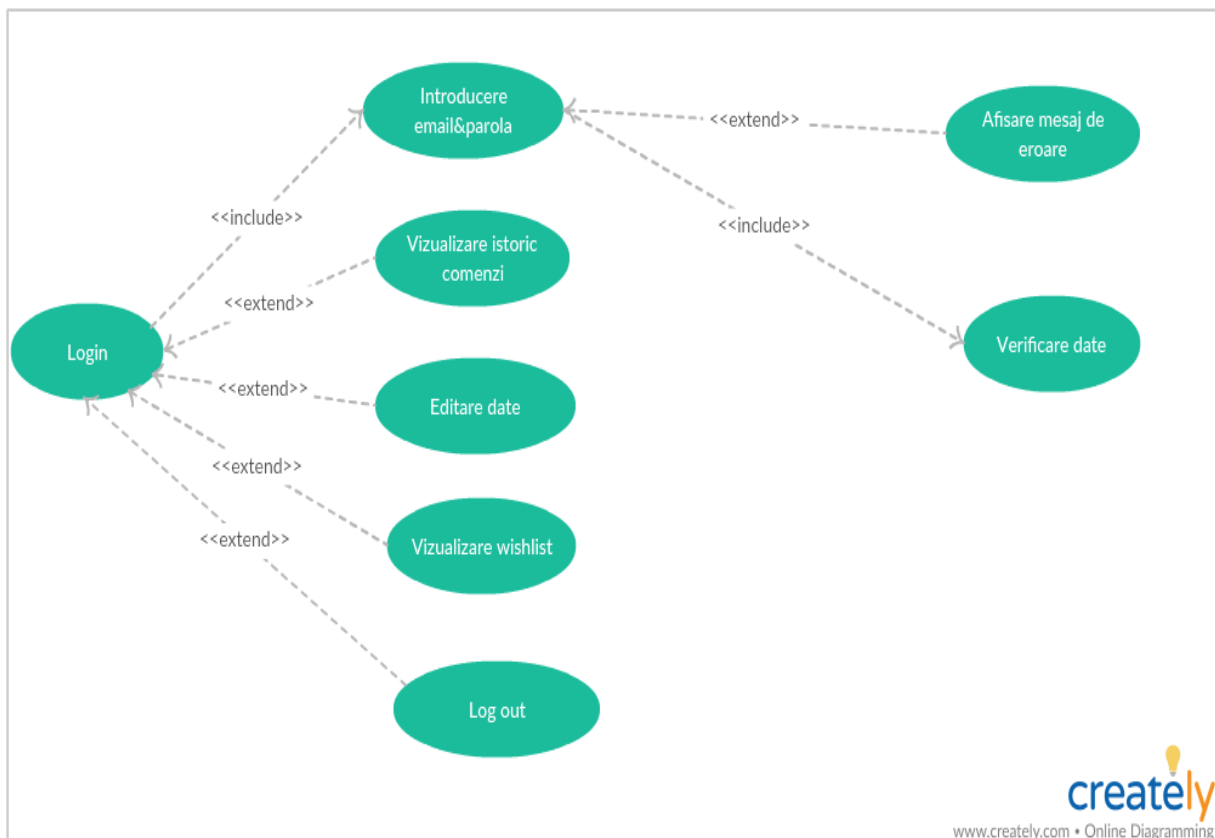 Introducere
email&parola
<<extend>>
Afisare mesaj de
eroare
<<include>>
<<include>>
Vizualizare istoric
comenzi
<<extend>>
Login
Verificare date
<<extend>>
Editare date
<<extend>>
Vizualizare wishlist
<<extend>>
Log out
creately
www.creately.com • Online Diagramming